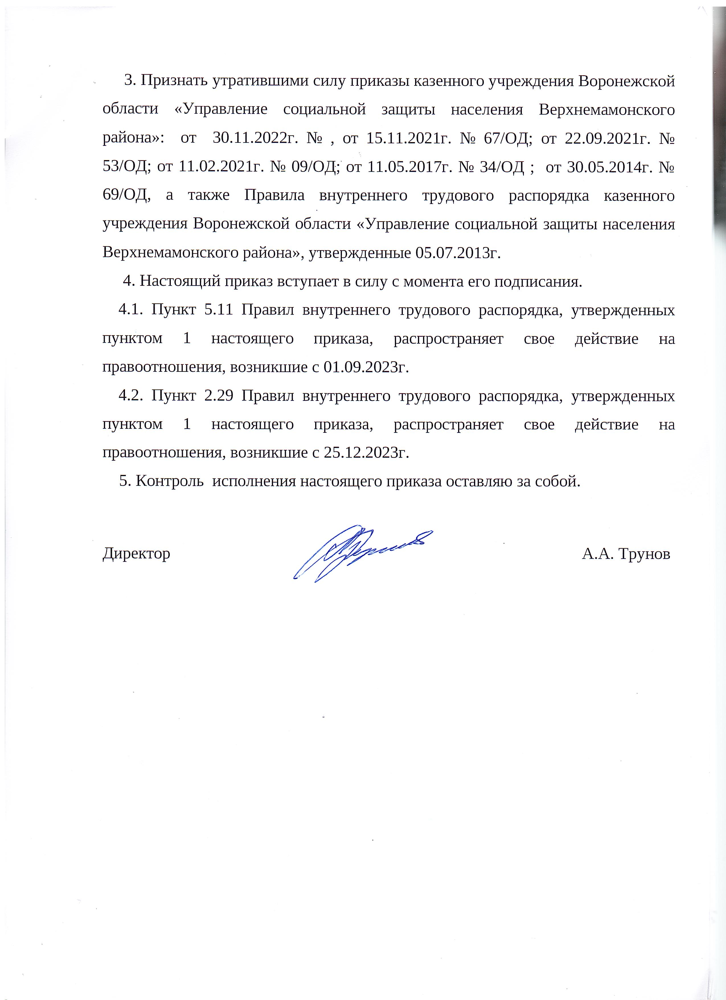 3. Признать утратившими силу приказы казенного учреждения Воронежской
области «Управление социальной защиты населения Верхнемамонского
района»: от 30.11.2022г. № , от 15.11.2021г. № 67/ОД; от 22.09.2021г. №
53/ОД; от 11.02.2021г. № 09/ОД; от 11.05.2017г. № 34/ОД ; от 30.05.2014г. №
69/ОД, а также Правила внутреннего трудового распорядка казенного
учреждения Воронежской области «Управление социальной защиты населения
Верхнемамонского района», утвержденные 05.07.2013г.
4. Настоящий приказ вступает в силу с момента его подписания.
4.1. Пункт 5.11 Правил внутреннего трудового распорядка, утвержденных
пунктом 1 настоящего приказа, распространяет свое действие на
правоотношения, возникшие с 01.09.2023г.
4.2. Пункт 2.29 Правил внутреннего трудового распорядка, утвержденных
пунктом 1 настоящего приказа, распространяет свое действие на
правоотношения, возникшие с 25.12.2023г.
5. Контроль исполнения настоящего приказа оставляю за собой.
Директор А.А. Трунов